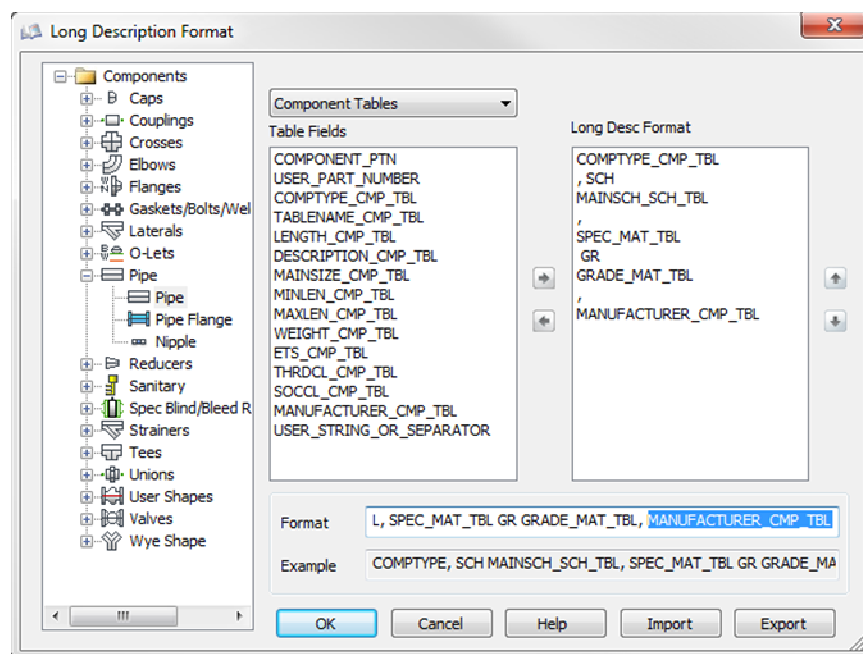 Long Description Format
Components
Caps
Couplings
Crosses
Elbows
Flanges
Gaskets/Bolts/Wel
Laterals
O-Lets
Pipe
Pipe
Pipe Flange
Nipple
Reducers
Sanitary
Spec Blind/Bleed R
Strainers
Tees
Unions
User Shapes
Valves
Wye Shape
Component Tables
Table Fields
COMPONENT_PTN
USER_PART_NUMBER
COMPTYPE_CMP_TBL
TABLENAME_CMP_TBL
LENGTH_CMP_TBL
DESCRIPTION_CMP_TBL
MAINSIZE_CMP_TBL
MINLEN_CMP_TBL
MAXLEN_CMP_TBL
WEIGHT_CMP_TBL
ETS_CMP_TBL
THRDCL_CMP_TBL
SOCCL_CMP_TBL
MANUFACTURER_CMP_TBL
USER_STRING_OR_SEPARATOR
Long Desc Format
COMPTYPE_CMP_TBL
, SCH
MAINSCH_SCH_TBL
,
SPEC_MAT_TBL
GR
GRADE_MAT_TBL
,
MANUFACTURER_CMP_TBL
Format L, SPEC_MAT_TBL GR GRADE_MAT_TBL, MANUFACTURER_CMP_TBL
Example COMPTYPE, SCH MAINSCH_SCH_TBL, SPEC_MAT_TBL GR GRADE_MA
OK Cancel Help Import Export